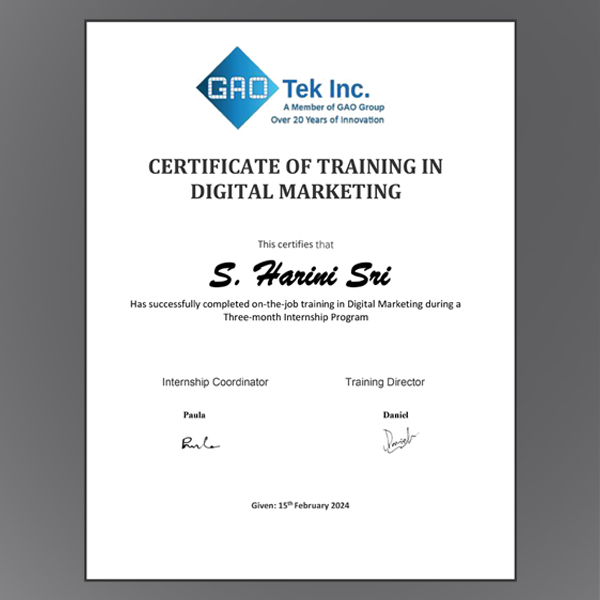 GAO Tek Inc.
A Member of GAO Group
Over 20 Years of Innovation
CERTIFICATE OF TRAINING IN
DIGITAL MARKETING
This certifies that
S. Harini Sri
Has successfully completed on-the-job training in Digital Marketing during a
Three-month Internship Program
Internship Coordinator Training Director
Paula Daniel
Paula Daniel
Given: 15th February 2024